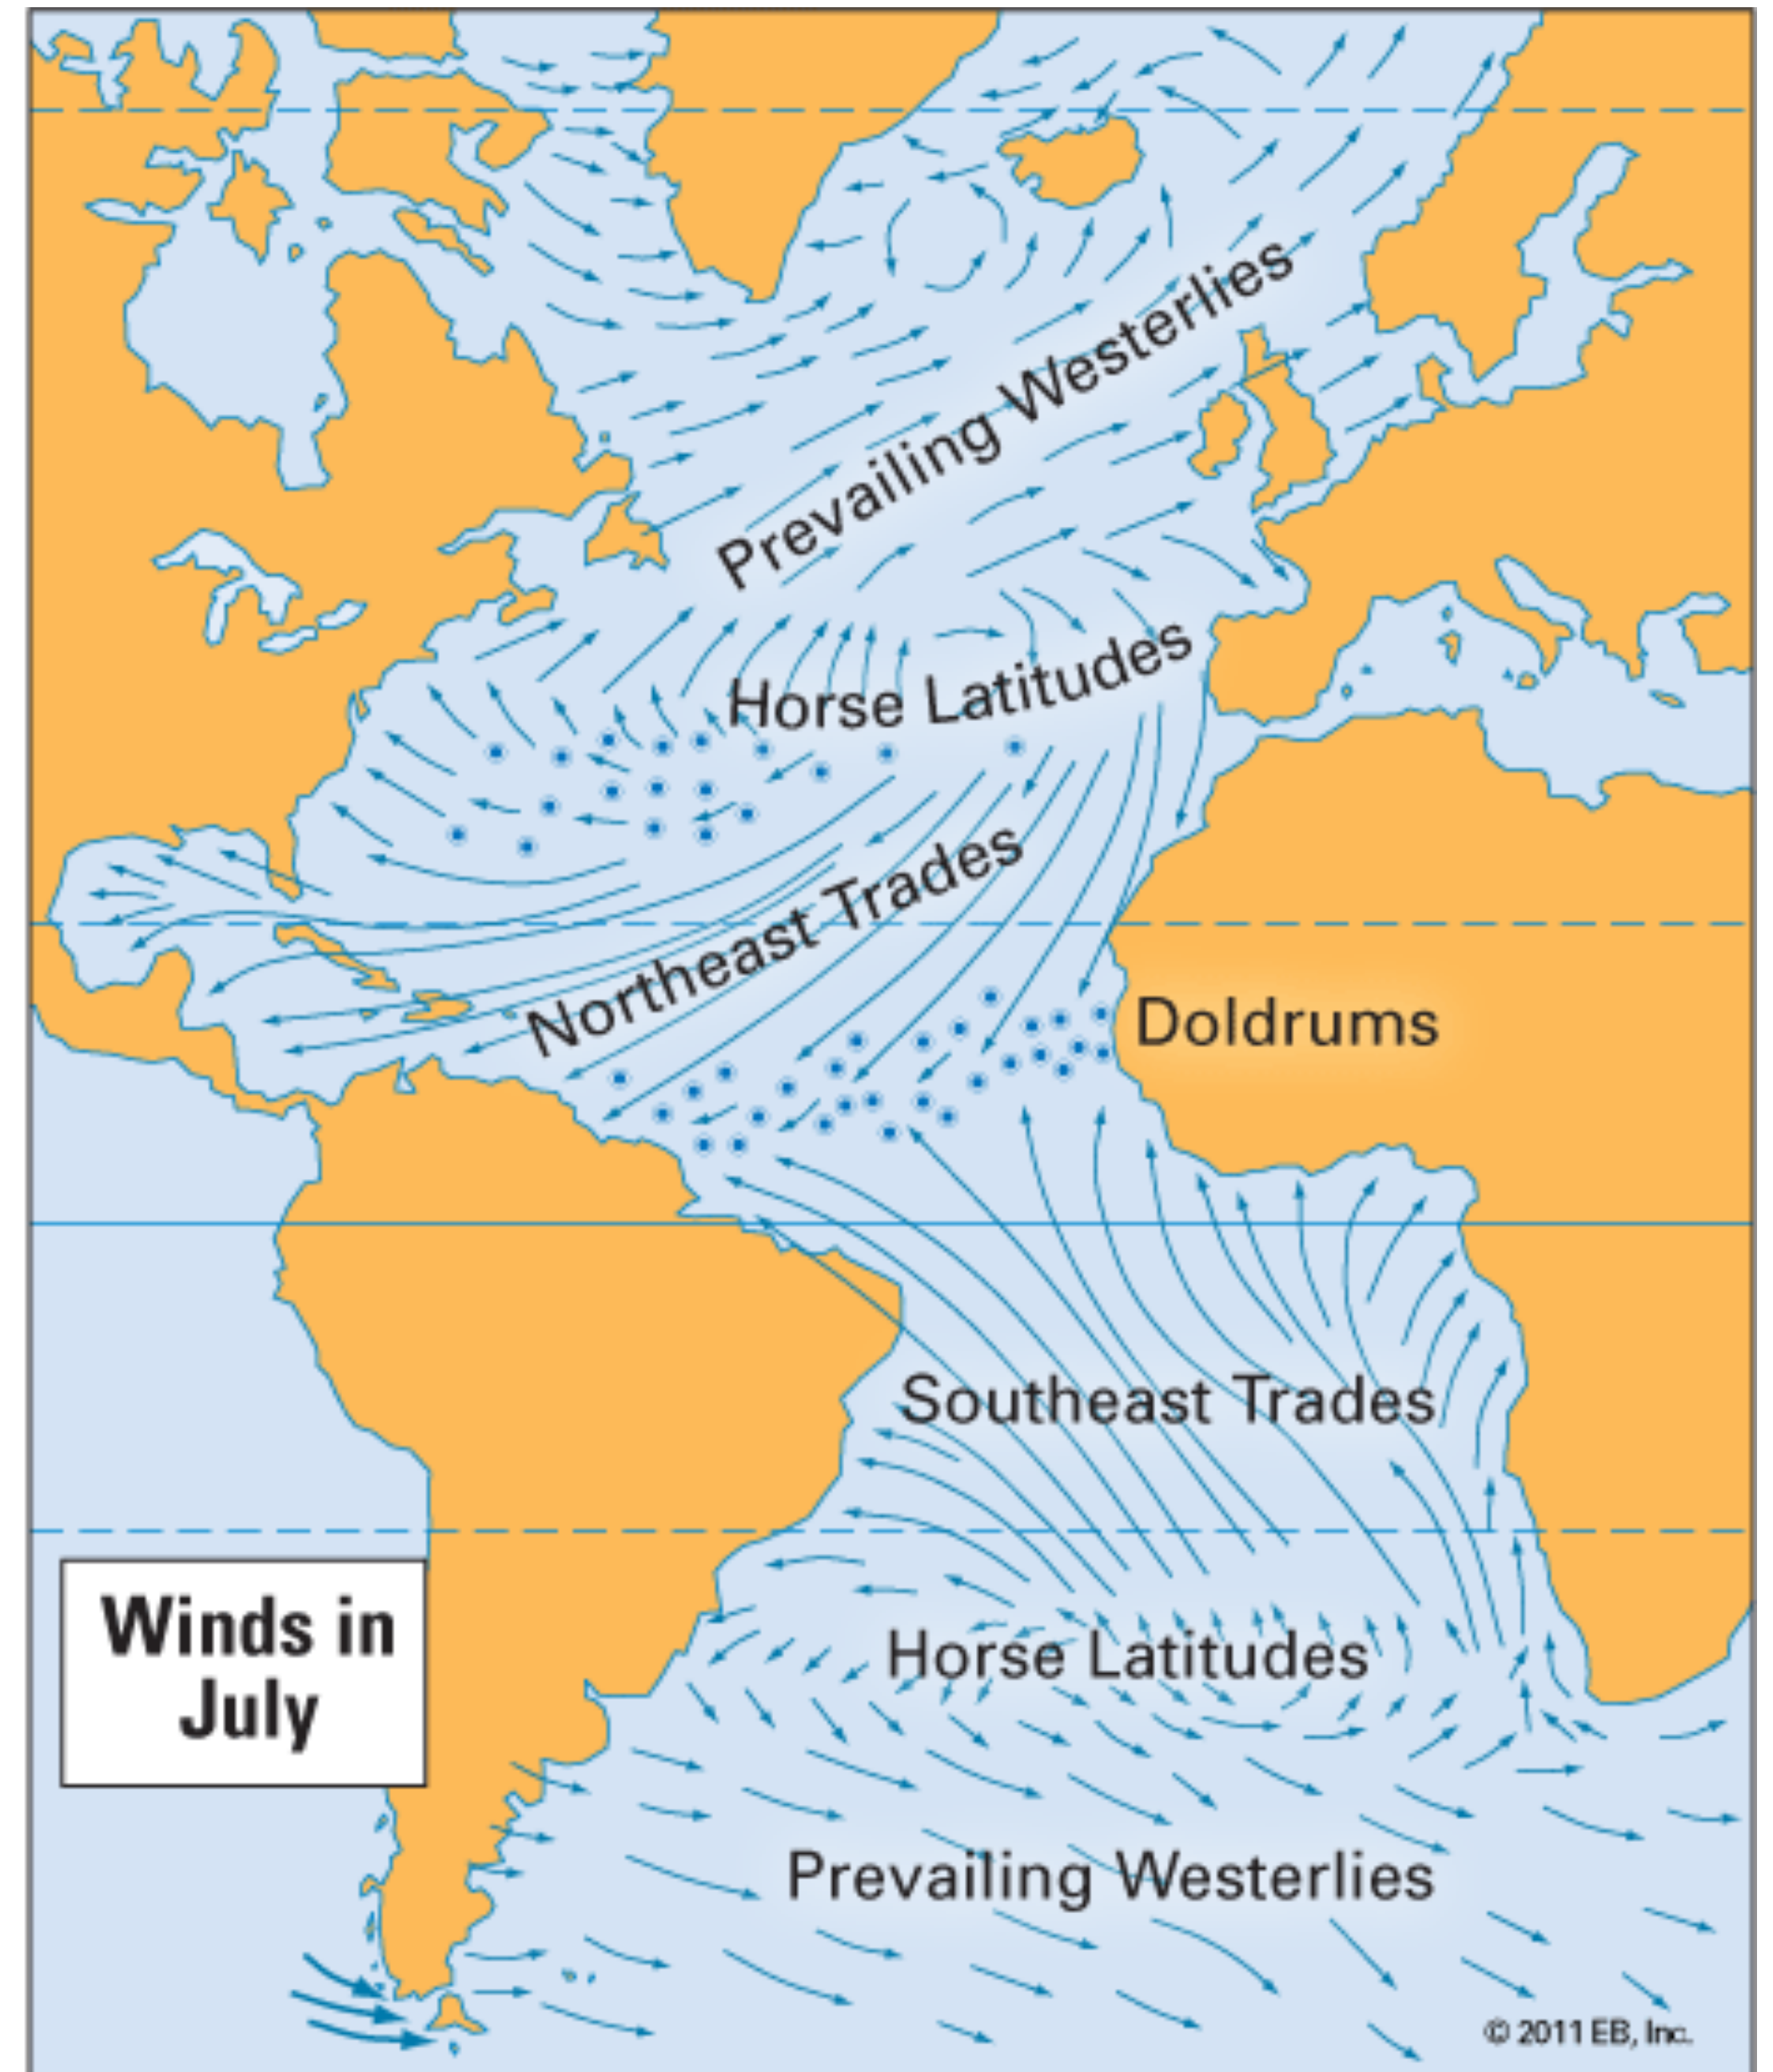 Prevailing Westerlies
Horse Latitudes
Northeast Trades
Doldrums
Southeast Trades
Winds in
July
Horse Latitudes
Prevailing Westerlies
© 2011 EB, Inc.